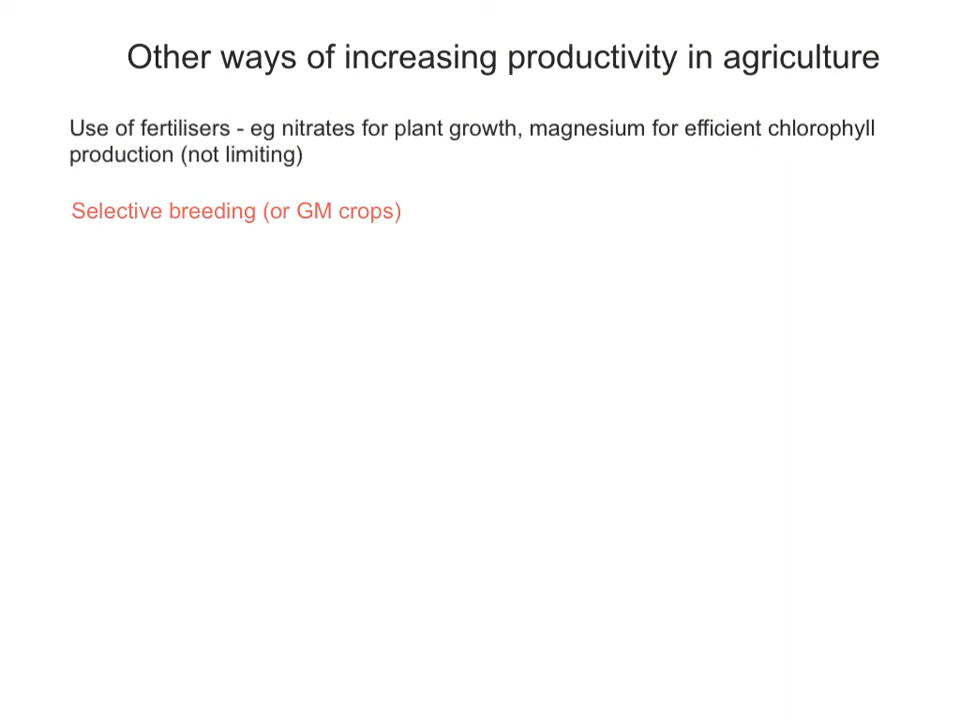 Other ways of increasing productivity in agriculture
Use of fertilisers - eg nitrates for plant growth, magnesium for efficient chlorophyll
production (not limiting)
Selective breeding (or GM crops)